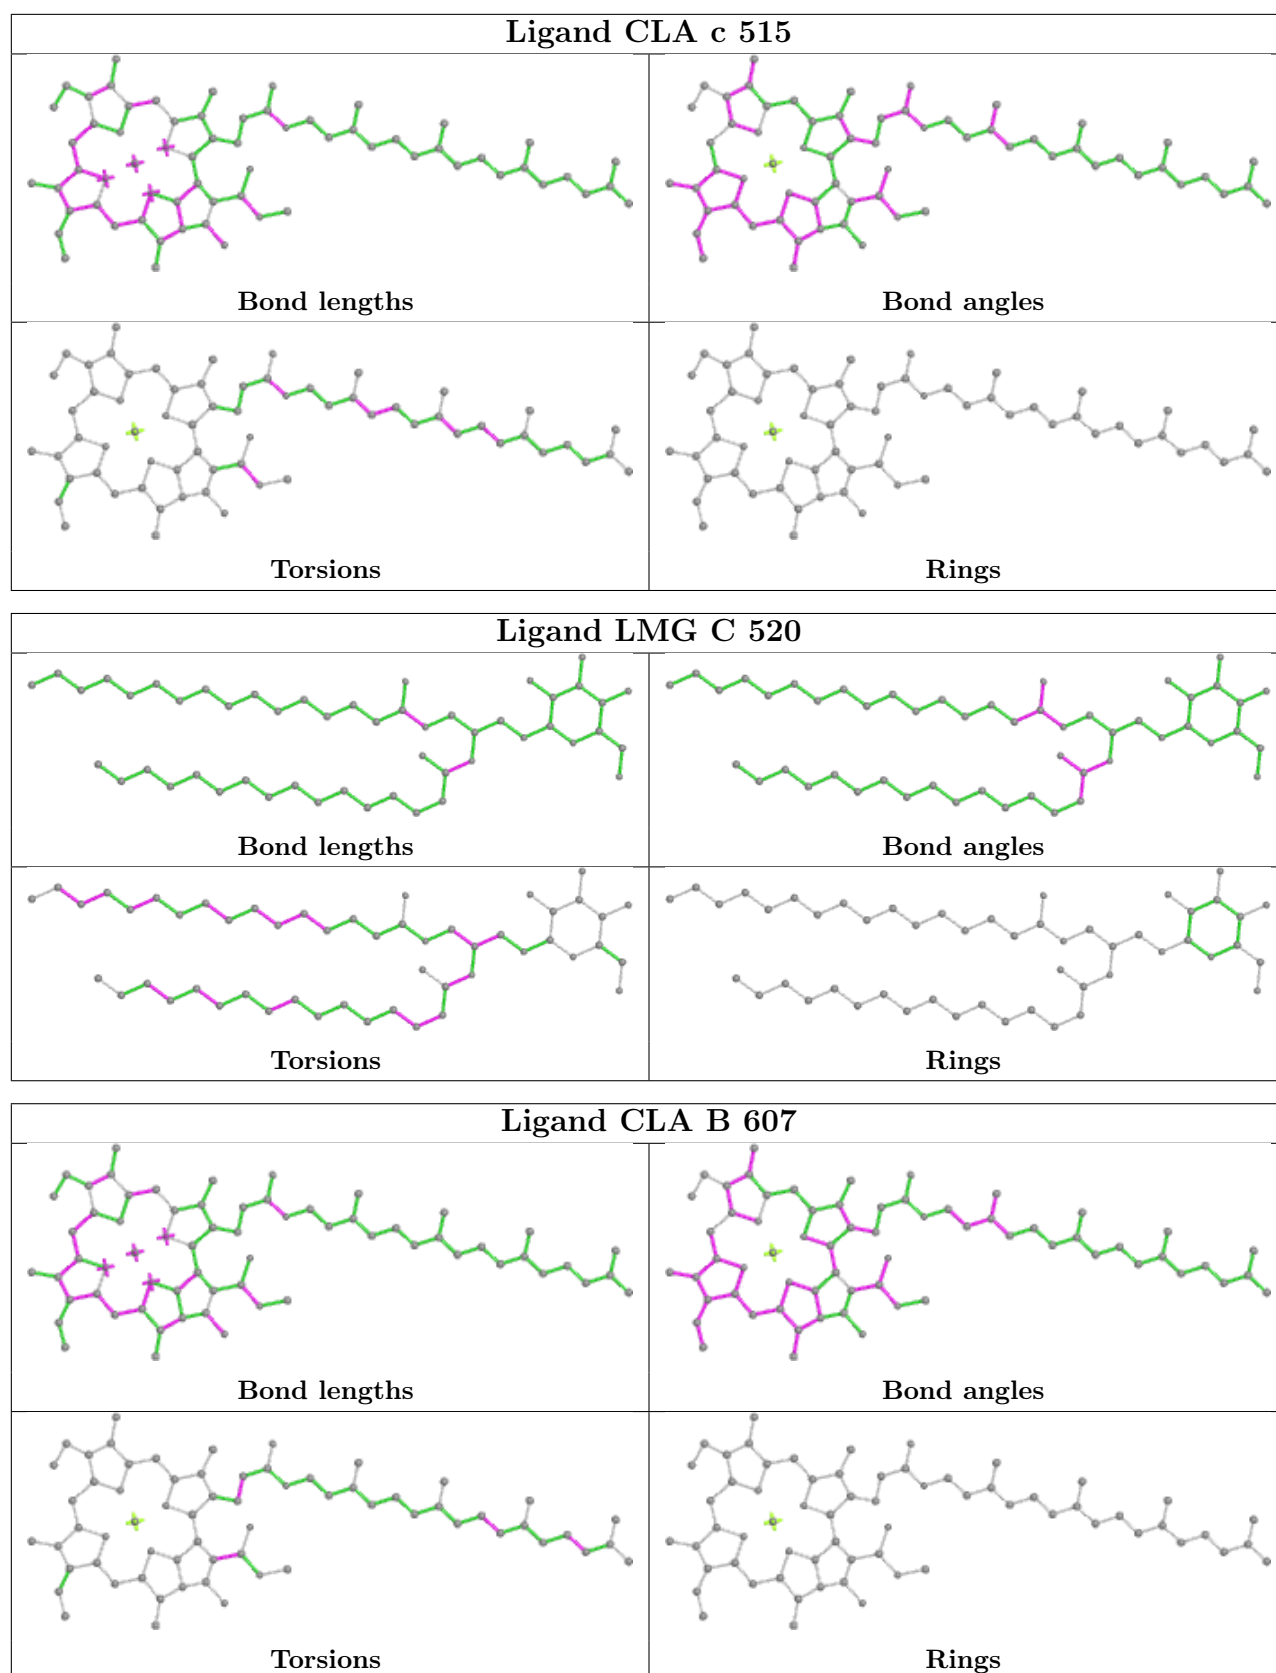 Ligand CLA c 515
Bond lengths
Bond angles
Torsions
Rings
Ligand LMG C 520
Bond lengths
Bond angles
Torsions
Rings
Ligand CLA B 607
Bond lengths
Bond angles
Torsions
Rings